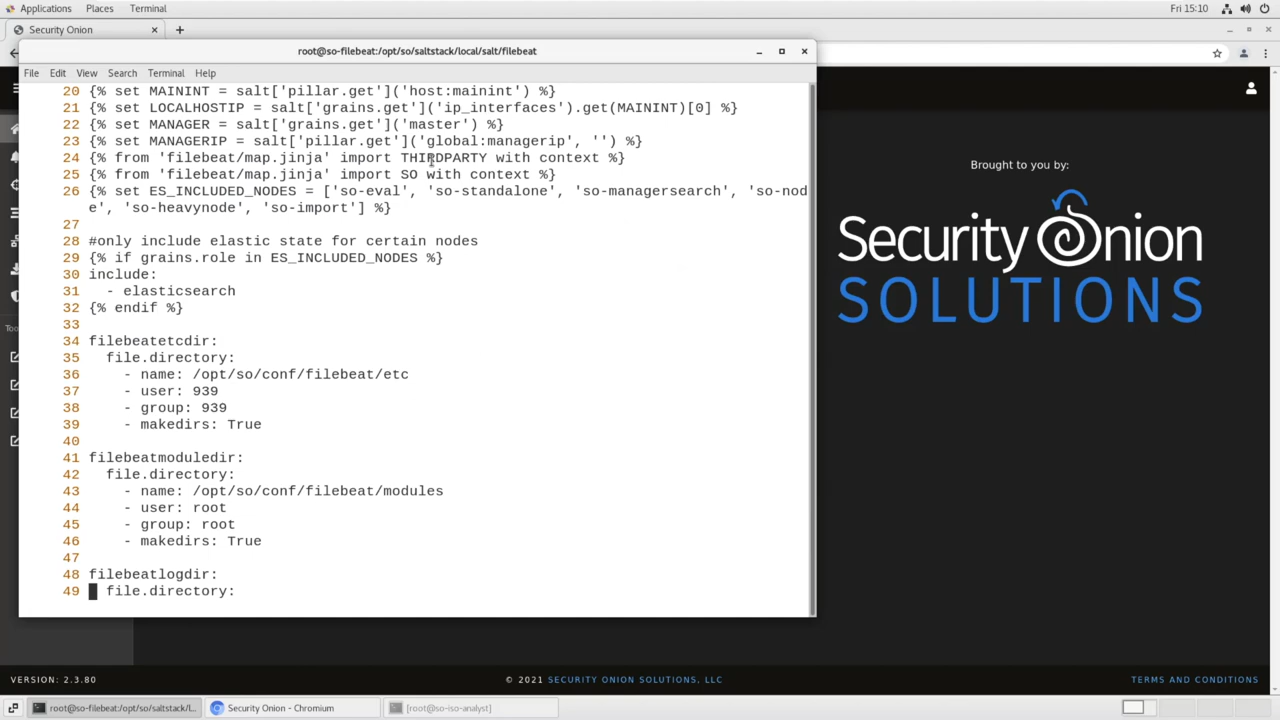 Applications Places Terminal Fri 15:10
Security Onion
root@so-filebeat:/opt/so/saltstack/local/salt/filebeat
File Edit View Search Terminal Help
20 {% set MAININT = salt['pillar.get']('host:mainint') %}
21 {% set LOCALHOSTIP = salt['grains.get']('ip_interfaces').get(MAININT)[0] %}
22 {% set MANAGER = salt['grains.get']('master') %}
23 {% set MANAGERIP = salt['pillar.get']('global:managerip', '') %}
24 {% from 'filebeat/map.jinja' import THIRDPARTY with context %}
25 {% from 'filebeat/map.jinja' import SO with context %}
26 {% set ES_INCLUDED_NODES = ['so-eval', 'so-standalone', 'so-managersearch', 'so-nod
e', 'so-heavynode', 'so-import'] %}
27
28 #only include elastic state for certain nodes
29 {% if grains.role in ES_INCLUDED_NODES %}
30 include:
31   - elasticsearch
32 {% endif %}
33
34 filebeatetcdir:
35   file.directory:
36     - name: /opt/so/conf/filebeat/etc
37     - user: 939
38     - group: 939
39     - makedirs: True
40
41 filebeatmoduledir:
42   file.directory:
43     - name: /opt/so/conf/filebeat/modules
44     - user: root
45     - group: root
46     - makedirs: True
47
48 filebeatlogdir:
49   file.directory:
Brought to you by:
Security Onion
SOLUTIONS
Too
VERSION: 2.3.80 © 2021 SECURITY ONION SOLUTIONS, LLC TERMS AND CONDITIONS
root@so-filebeat:/opt/so/saltstack/l... Security Onion - Chromium [root@so-iso-analyst]